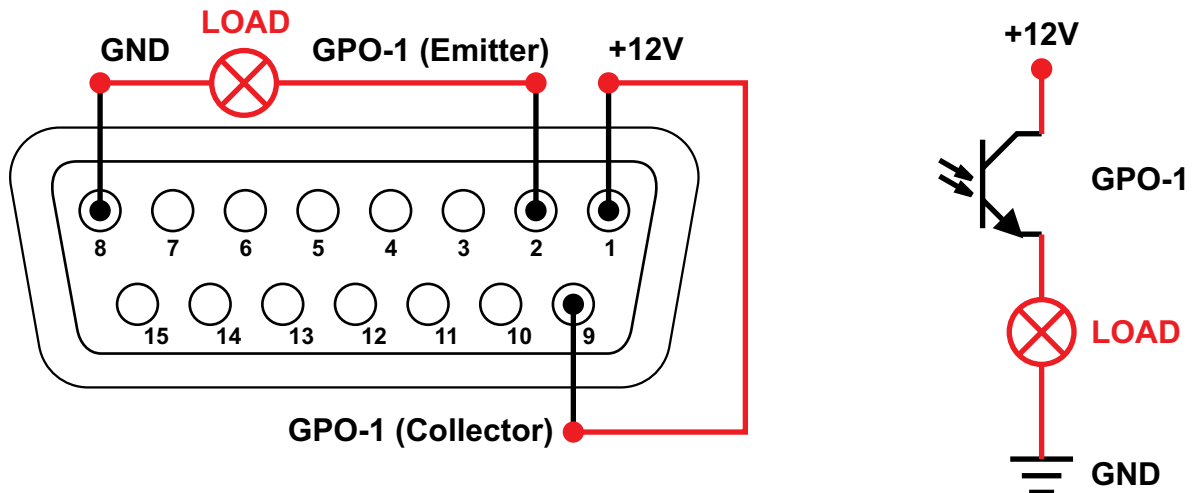 LOAD
GND
GPO-1 (Emitter)
+12V
8
7
6
5
4
3
2
1
15
14
13
12
11
10
9
GPO-1 (Collector)
+12V
GPO-1
LOAD
GND